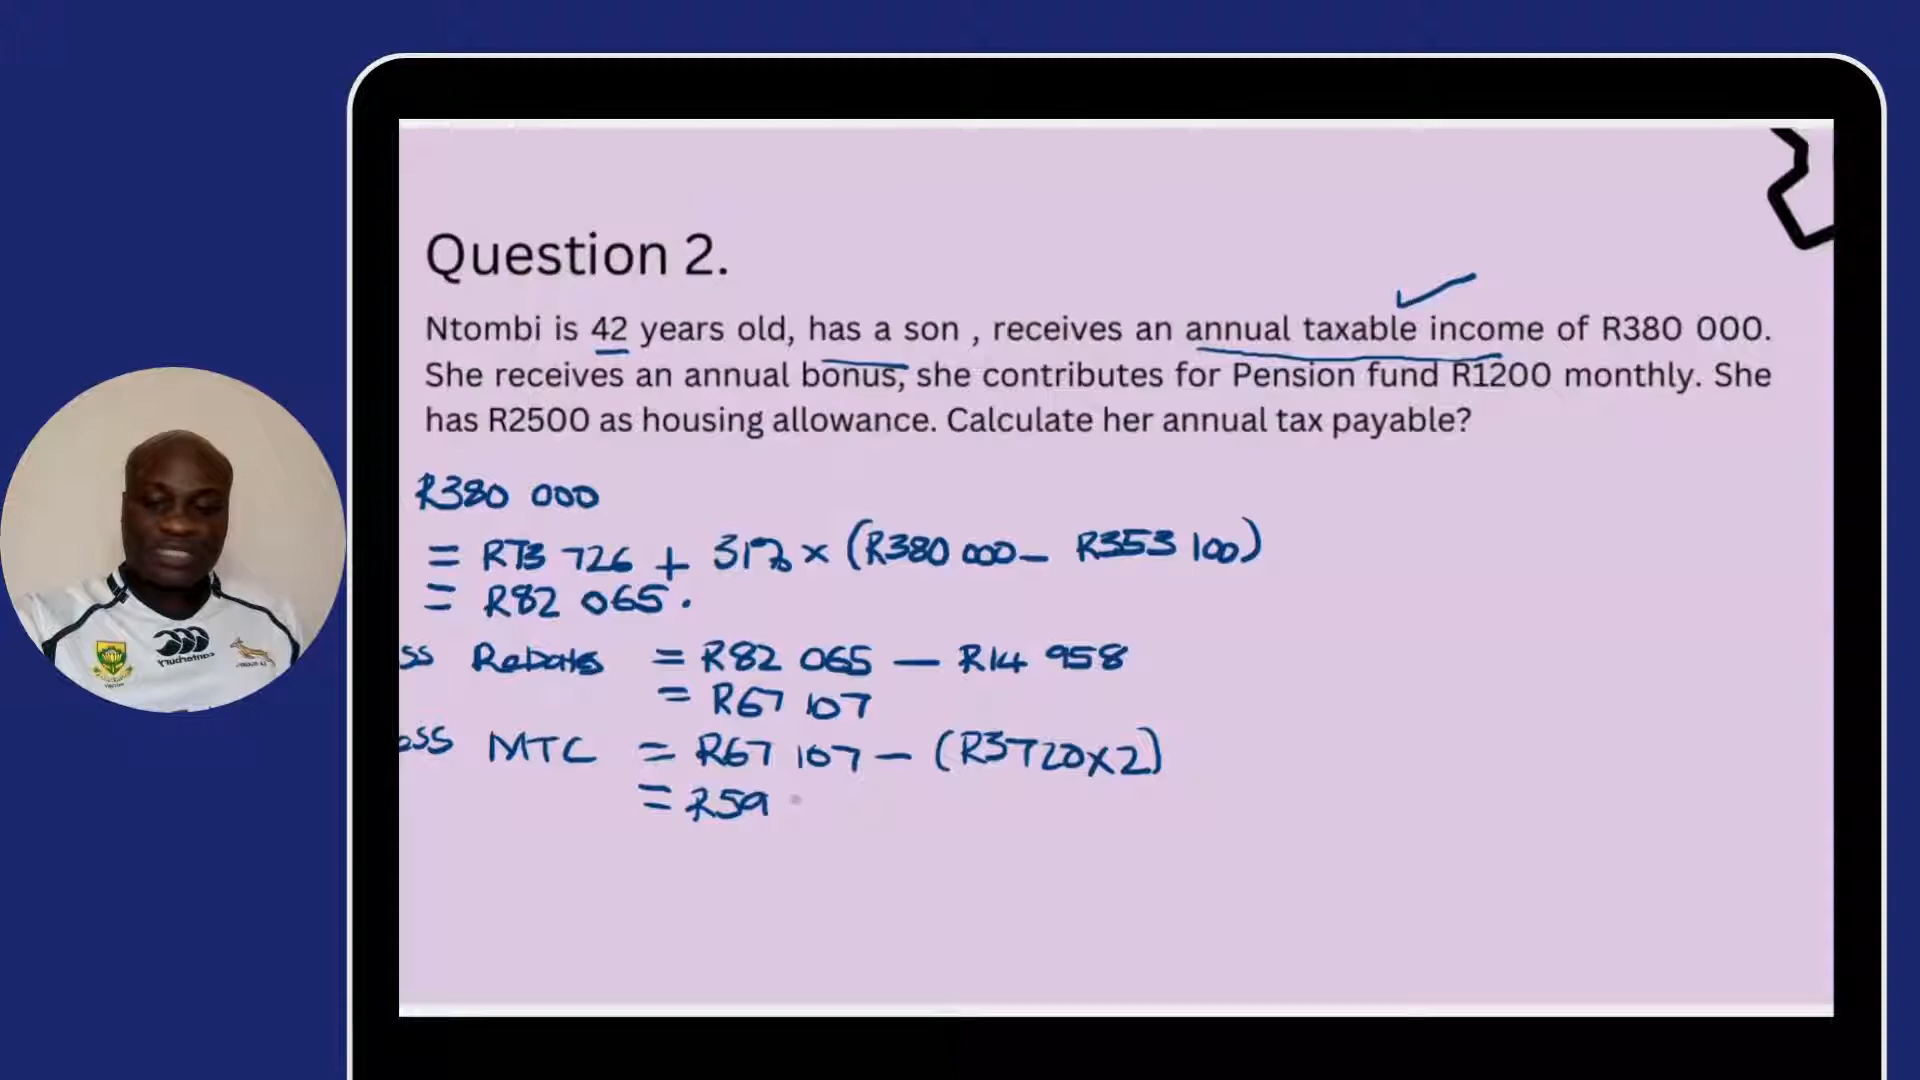 Question 2.
Ntombi is 42 years old, has a son , receives an annual taxable income of R380 000.
She receives an annual bonus, she contributes for Pension fund R1200 monthly. She
has R2500 as housing allowance. Calculate her annual tax payable?
R380 000
= R73 726 + 31% × (R380 000 – R353 100)
= R82 065.
ss Rebates = R82 065 – R14 958
= R67 107
ess MTC = R67 107 – (R3720×2)
= R59